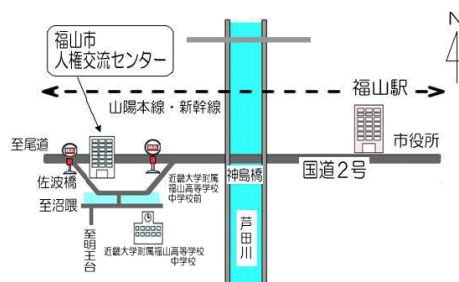 福山市
人権交流センター
N
福山駅
山陽本線・新幹線
市役所
至尾道
国道2号
佐波橋
近畿大学附属
福山高等学校
中学校前
神島橋
至沼隈
至明王台
近畿大学附属福山高等学校
中学校
芦田川